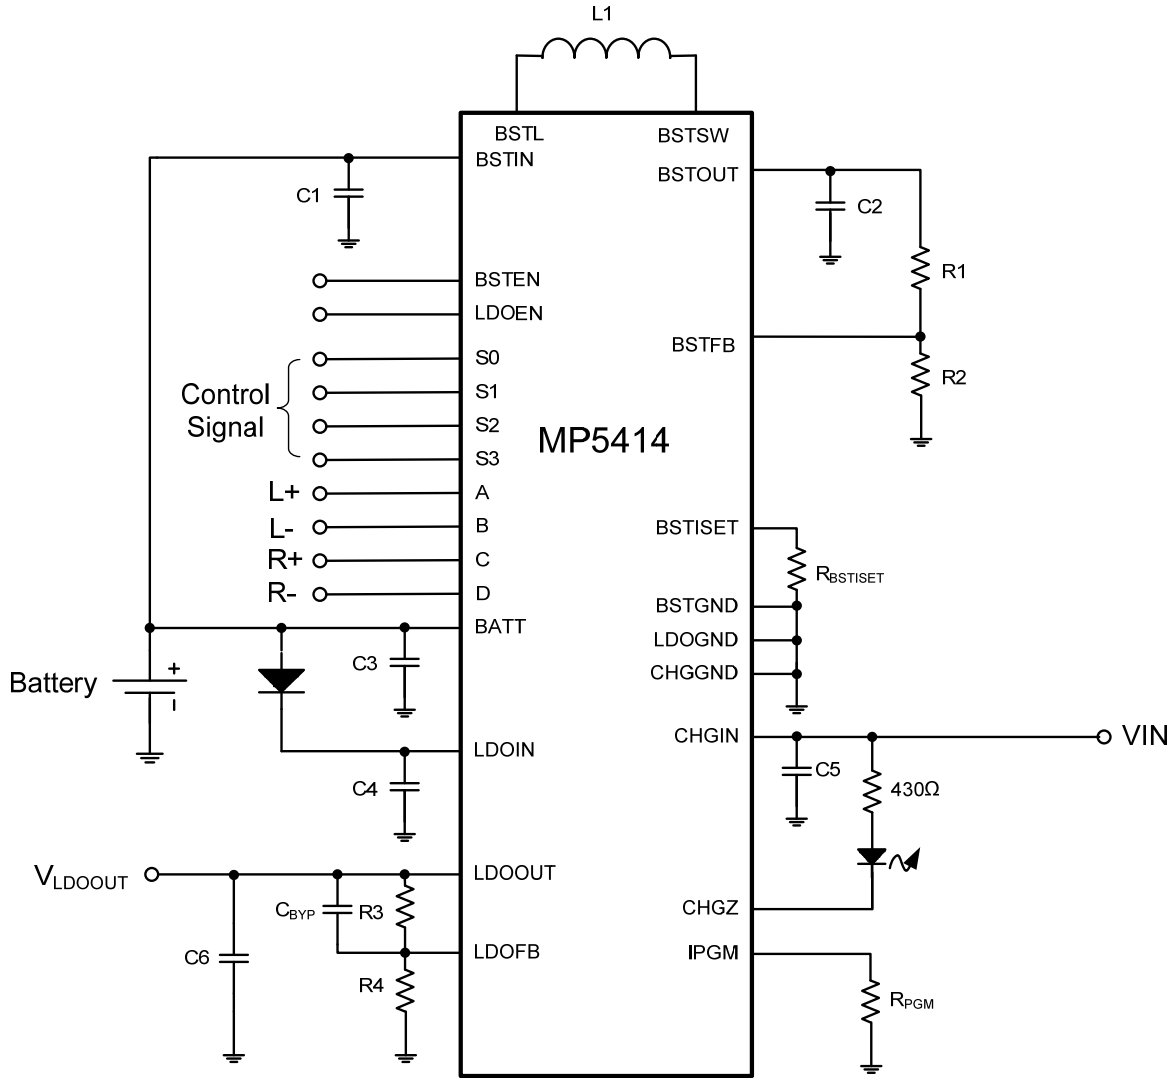 L1
BSTL
BSTSW
BSTIN
BSTOUT
C1
C2
BSTEN
R1
LDOEN
BSTFB
S0
R2
Control
Signal
S1
S2
S3
MP5414
L+
A
L-
B
BSTISET
R+
C
RBSTISET
R-
D
BSTGND
BATT
LDOGND
C3
CHGGND
Battery
+
-
CHGIN
VIN
LDOIN
C5
C4
430Ω
VLDOOUT
LDOOUT
CBYP
R3
CHGZ
C6
LDOFB
IPGM
R4
RPGM